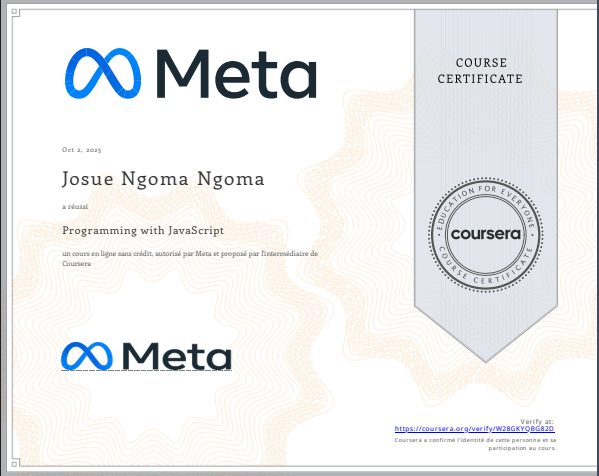 Meta
COURSE
CERTIFICATE
Oct 2, 2025
Josue Ngoma Ngoma
a réussi
Programming with JavaScript
un cours en ligne sans crédit, autorisé par Meta et proposé par l'intermédiaire de
Coursera
EDUCATION FOR EVERYONE
coursera
COURSE CERTIFICATE
Meta
Verify at:
https://coursera.org/verify/W28GKYQBG82D
Coursera a confirmé l'identité de cette personne et sa
participation au cours.